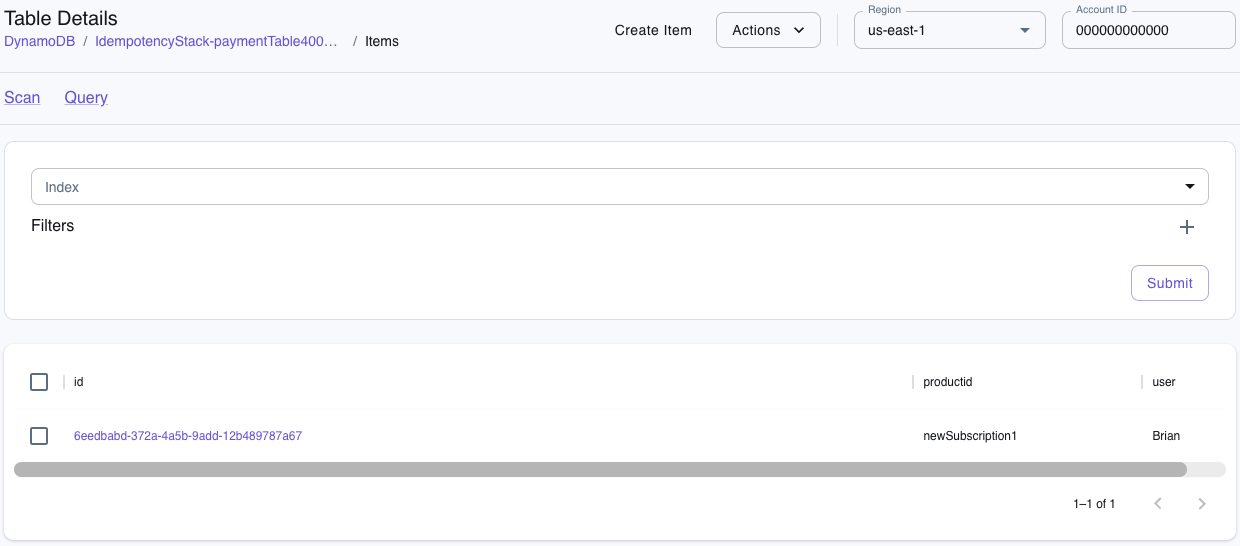 Table Details
DynamoDB / IdempotencyStack-paymentTable400… / Items
Create Item
Actions
Region
us-east-1
Account ID
000000000000
Scan Query
Index
Filters
Submit
id productid user
6eedbabd-372a-4a5b-9add-12b489787a67 newSubscription1 Brian
1–1 of 1